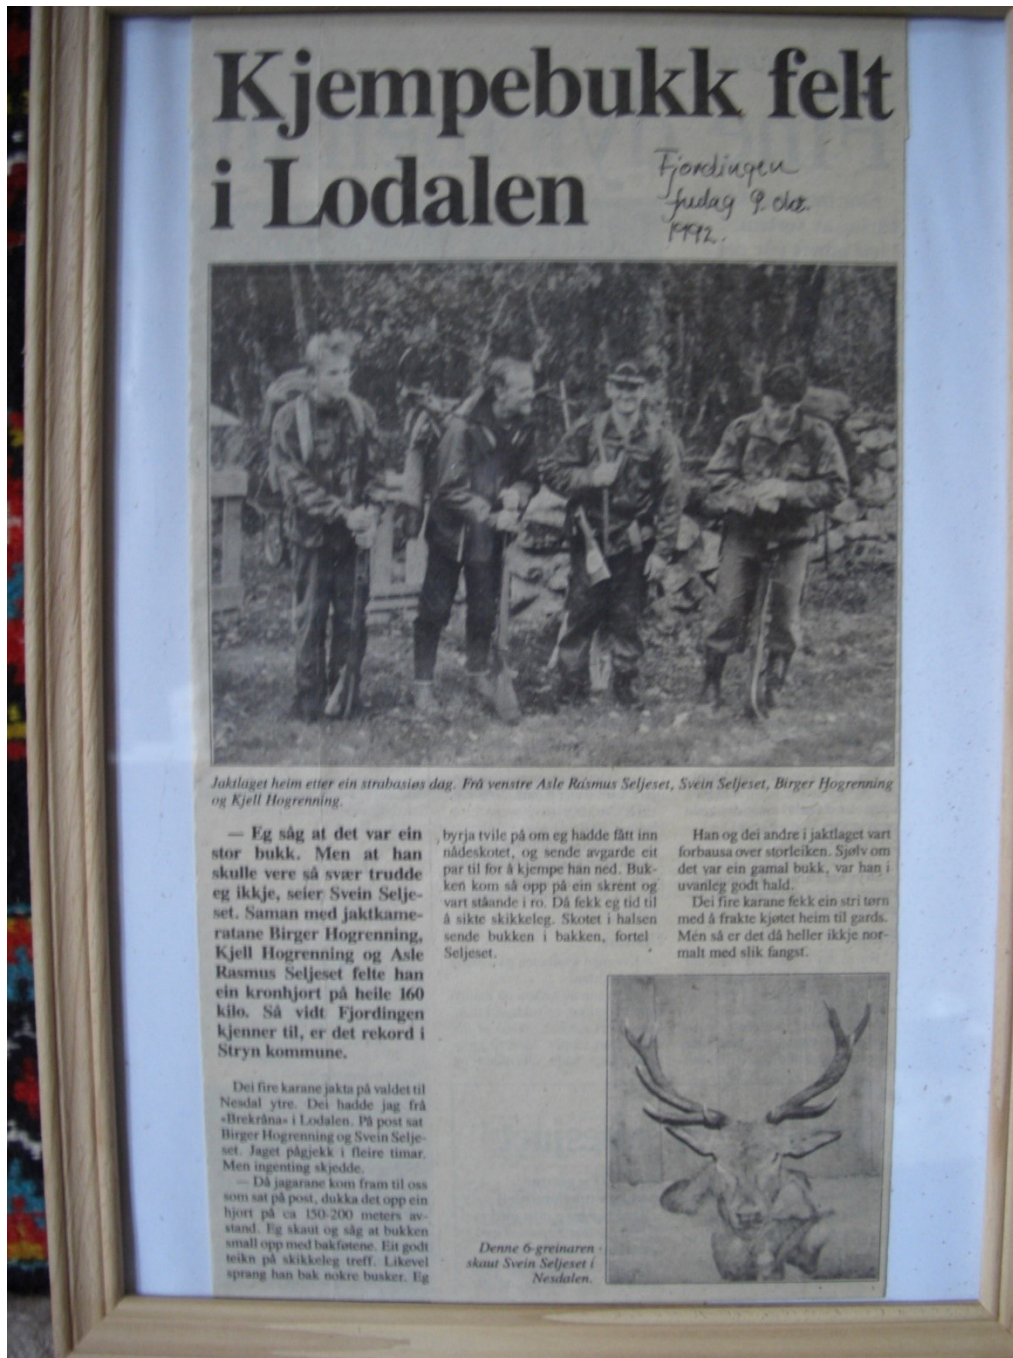 Kjempebukk felt
i Lodalen
Fjordingen
fredag 9. okt.
1992.
Jaktlaget heim etter ein strabasiøs dag. Frå venstre Asle Rasmus Seljeset, Svein Seljeset, Birger Hogrenning
og Kjell Hogrenning.
— Eg såg at det var ein
stor bukk. Men at han
skulle vere så svær trudde
eg ikkje, seier Svein Selje-
set. Saman med jaktkame-
ratane Birger Hogrenning,
Kjell Hogrenning og Asle
Rasmus Seljeset felte han
ein kronhjort på heile 160
kilo. Så vidt Fjordingen
kjenner til, er det rekord i
Stryn kommune.
Dei fire karane jakta på valdet til
Nesdal ytre. Dei hadde jag frå
«Brekråna» i Lodalen. På post sat
Birger Hogrenning og Svein Selje-
set. Jaget pågjekk i fleire timar.
Men ingenting skjedde.
— Då jagarane kom fram til oss
som sat på post, dukka det opp ein
hjort på ca 150-200 meters av-
stand. Eg skaut og såg at bukken
small opp med bakføtene. Eit godt
teikn på skikkeleg treff. Likevel
sprang han bak nokre busker. Eg
byrja tvile på om eg hadde fått inn
nådeskotet, og sende avgarde eit
par til for å kjempe han ned. Buk-
ken kom så opp på ein skrent og
vart ståande i ro. Då fekk eg tid til
å sikte skikkeleg. Skotet i halsen
sende bukken i bakken, fortel
Seljeset.
Han og dei andre i jaktlaget vart
forbausa over storleiken. Sjølv om
det var ein gamal bukk, var han i
uvanleg godt hald.
Dei fire karane fekk ein stri tørn
med å frakte kjøtet heim til gards.
Men så er det då heller ikkje nor-
malt med slik fangst.
Denne 6-greinaren
skaut Svein Seljeset i
Nesdalen.